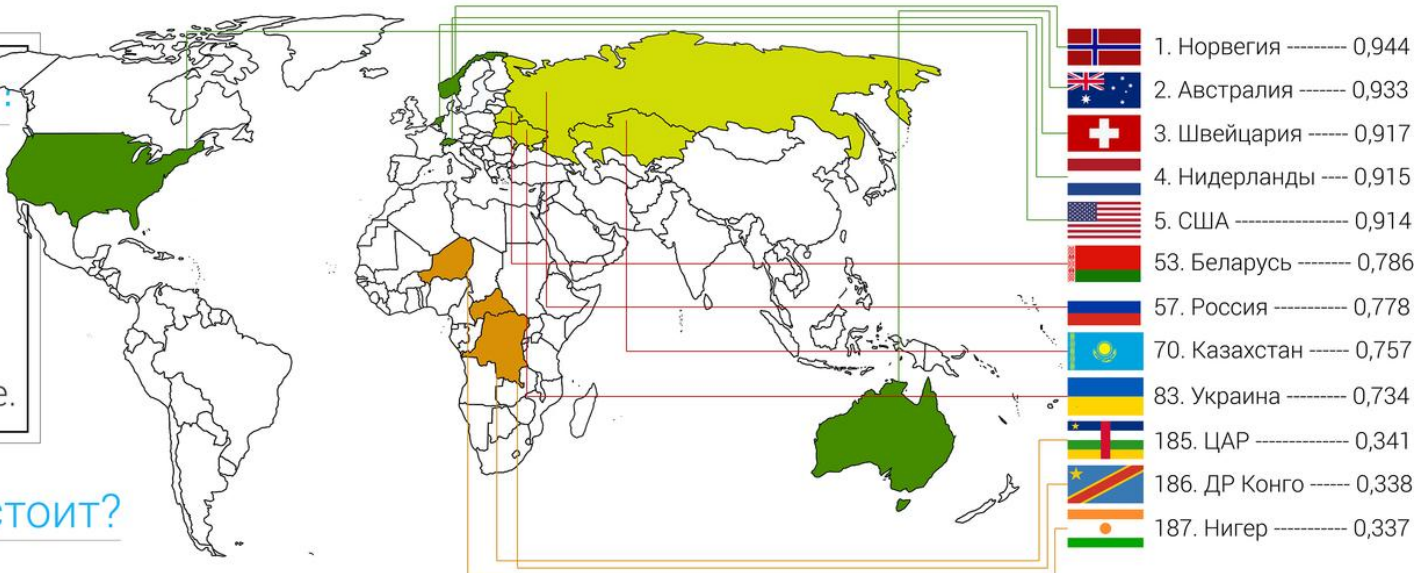 1. Норвегия -------- 0,944
2. Австралия ------- 0,933
3. Швейцария ------ 0,917
4. Нидерланды ---- 0,915
5. США ----------------- 0,914
53. Беларусь -------- 0,786
57. Россия ----------- 0,778
70. Казахстан ------ 0,757
83. Украина --------- 0,734
185. ЦАР -------------- 0,341
186. ДР Конго ------ 0,338
187. Нигер ----------- 0,337
е.
стоит?